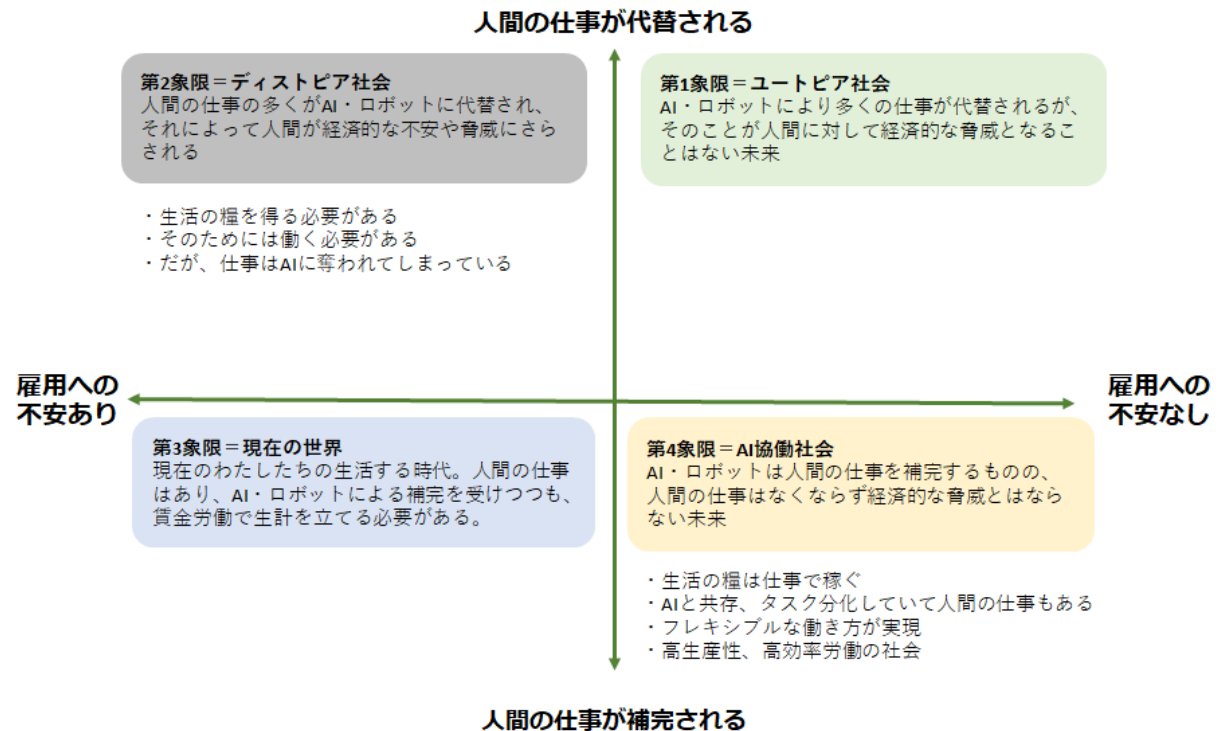 人間の仕事が代替される
第2象限＝ディストピア社会
人間の仕事の多くがAI・ロボットに代替され、
それによって人間が経済的な不安や脅威にさら
される
第1象限＝ユートピア社会
AI・ロボットにより多くの仕事が代替されるが、
そのことが人間に対して経済的な脅威となるこ
とはない未来
・生活の糧を得る必要がある
・そのためには働く必要がある
・だが、仕事はAIに奪われてしまっている
雇用への
不安あり
雇用への
不安なし
第3象限＝現在の世界
現在のわたしたちの生活する時代。人間の仕事
はあり、AI・ロボットによる補完を受けつつも、
賃金労働で生計を立てる必要がある。
第4象限＝AI協働社会
AI・ロボットは人間の仕事を補完するものの、
人間の仕事はなくならず経済的な脅威とはなら
ない未来
・生活の糧は仕事で稼ぐ
・AIと共存、タスク分化していて人間の仕事もある
・フレキシブルな働き方が実現
・高生産性、高効率労働の社会
人間の仕事が補完される